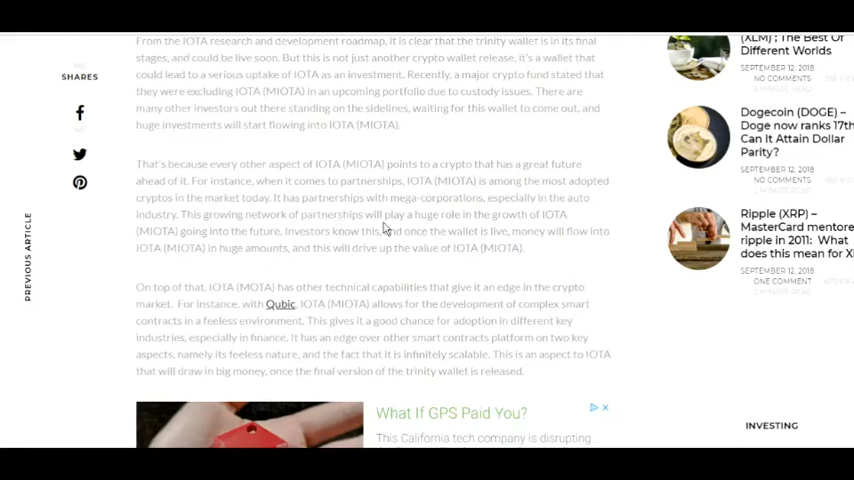 From the IOTA research and development roadmap, it is clear that the trinity wallet is in its final
stages, and could be live soon. But this is not just another crypto wallet release, it's a wallet that
could lead to a serious uptake of IOTA as an investment. Recently, a major crypto fund stated that
they were excluding IOTA (MIOTA) in an upcoming portfolio due to custody issues. There are
many other investors out there standing on the sidelines, waiting for this wallet to come out, and
huge investments will start flowing into IOTA (MIOTA).
That's because every other aspect of IOTA (MIOTA) points to a crypto that has a great future
ahead of it. For instance, when it comes to partnerships, IOTA (MIOTA) is among the most adopted
cryptos in the market today. It has partnerships with mega-corporations, especially in the auto
industry. This growing network of partnerships will play a huge role in the growth of IOTA
(MIOTA) going into the future. Investors know this, and once the wallet is live, money will flow into
IOTA (MIOTA) in huge amounts, and this will drive up the value of IOTA (MIOTA).
On top of that, IOTA (MOTA) has other technical capabilities that give it an edge in the crypto
market. For instance, with Qubic, IOTA (MIOTA) allows for the development of complex smart
contracts in a feeless environment. This gives it a good chance for adoption in different key
industries, especially in finance. It has an edge over other smart contracts platform on two key
aspects, namely its feeless nature, and the fact that it is infinitely scalable. This is an aspect to IOTA
that will draw in big money, once the final version of the trinity wallet is released.
What If GPS Paid You?
This California tech company is disrupting
SHARES
PREVIOUS ARTICLE
(XLM) ; The Best Of
Different Worlds
SEPTEMBER 12, 2018
NO COMMENTS
Dogecoin (DOGE) –
Doge now ranks 17th
Can It Attain Dollar
Parity?
SEPTEMBER 12, 2018
NO COMMENTS
2 MINUTE READ
Ripple (XRP) –
MasterCard mentore
ripple in 2011: What
does this mean for X
SEPTEMBER 12, 2018
ONE COMMENT
INVESTING